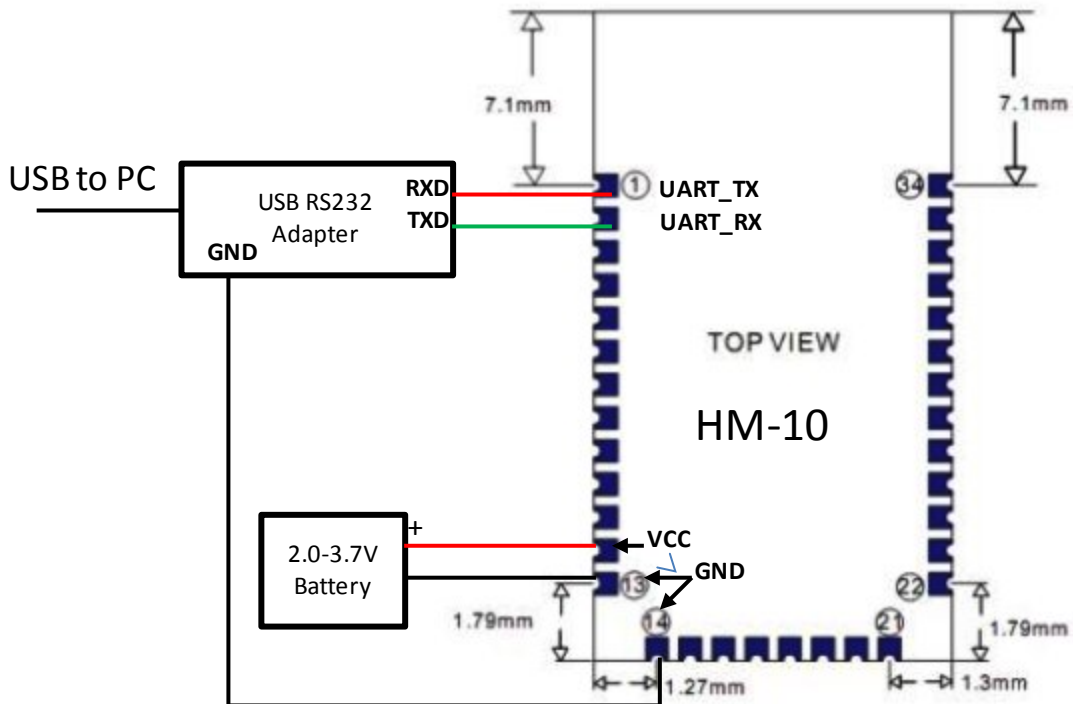 7.1mm
7.1mm
USB to PC
USB RS232
Adapter
RXD
TXD
GND
1
UART_TX
UART_RX
34
TOP VIEW
HM-10
2.0-3.7V
Battery
+
VCC
GND
13
22
14
21
1.79mm
1.79mm
1.27mm
1.3mm